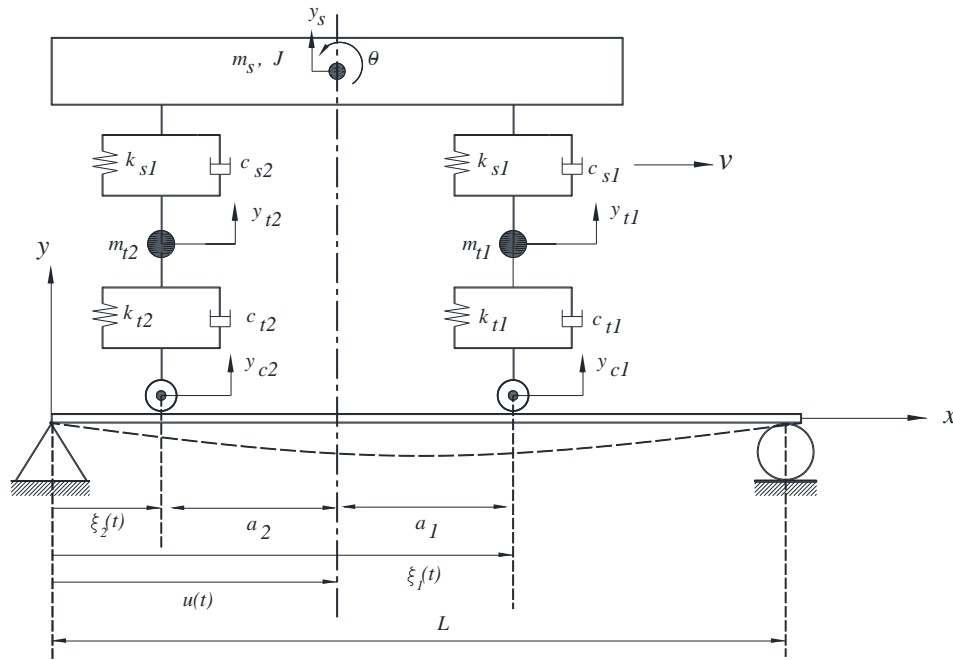 y_s
m_s, J θ
k_s1 c_s2 k_s1 c_s1 v
y_t2 y_t1
m_t2 m_t1
y
k_t2 c_t2 k_t1 c_t1
y_c2 y_c1
x
ξ_2(t) a_2 a_1
ξ_1(t)
u(t)
L